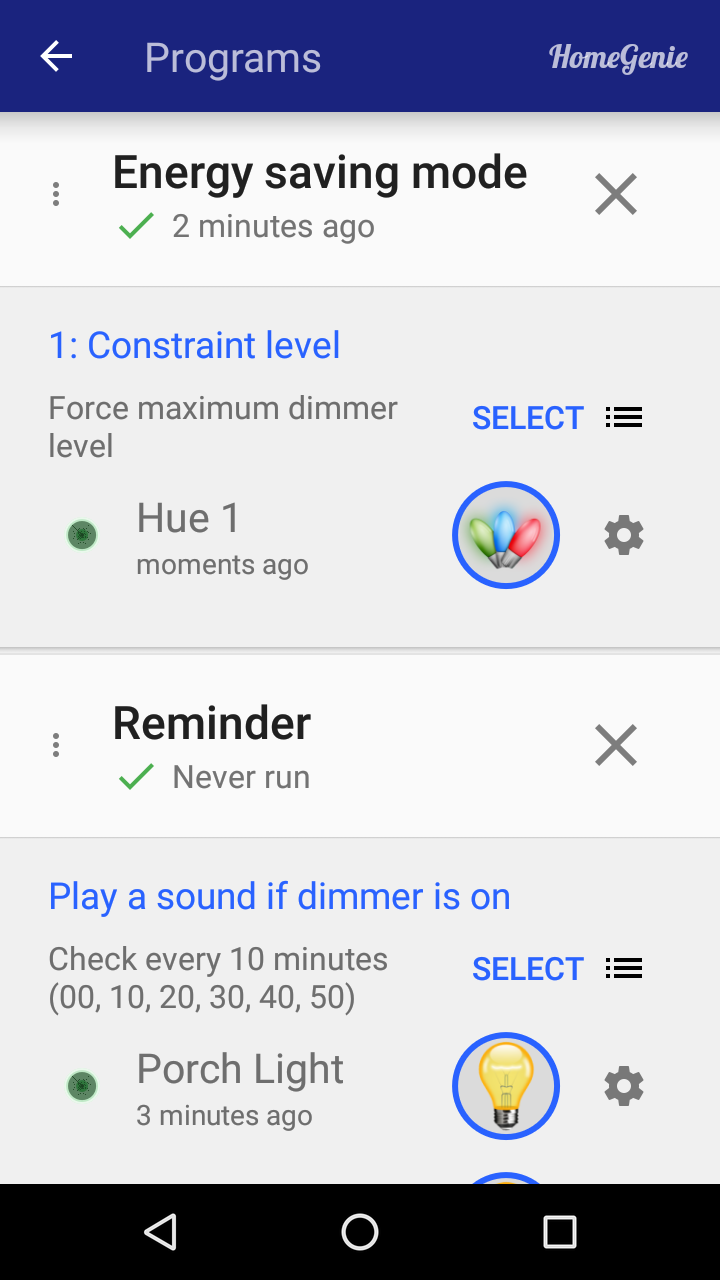 Programs
HomeGenie
Energy saving mode
2 minutes ago
1: Constraint level
Force maximum dimmer
level
SELECT
Hue 1
moments ago
Reminder
Never run
Play a sound if dimmer is on
Check every 10 minutes
(00, 10, 20, 30, 40, 50)
SELECT
Porch Light
3 minutes ago